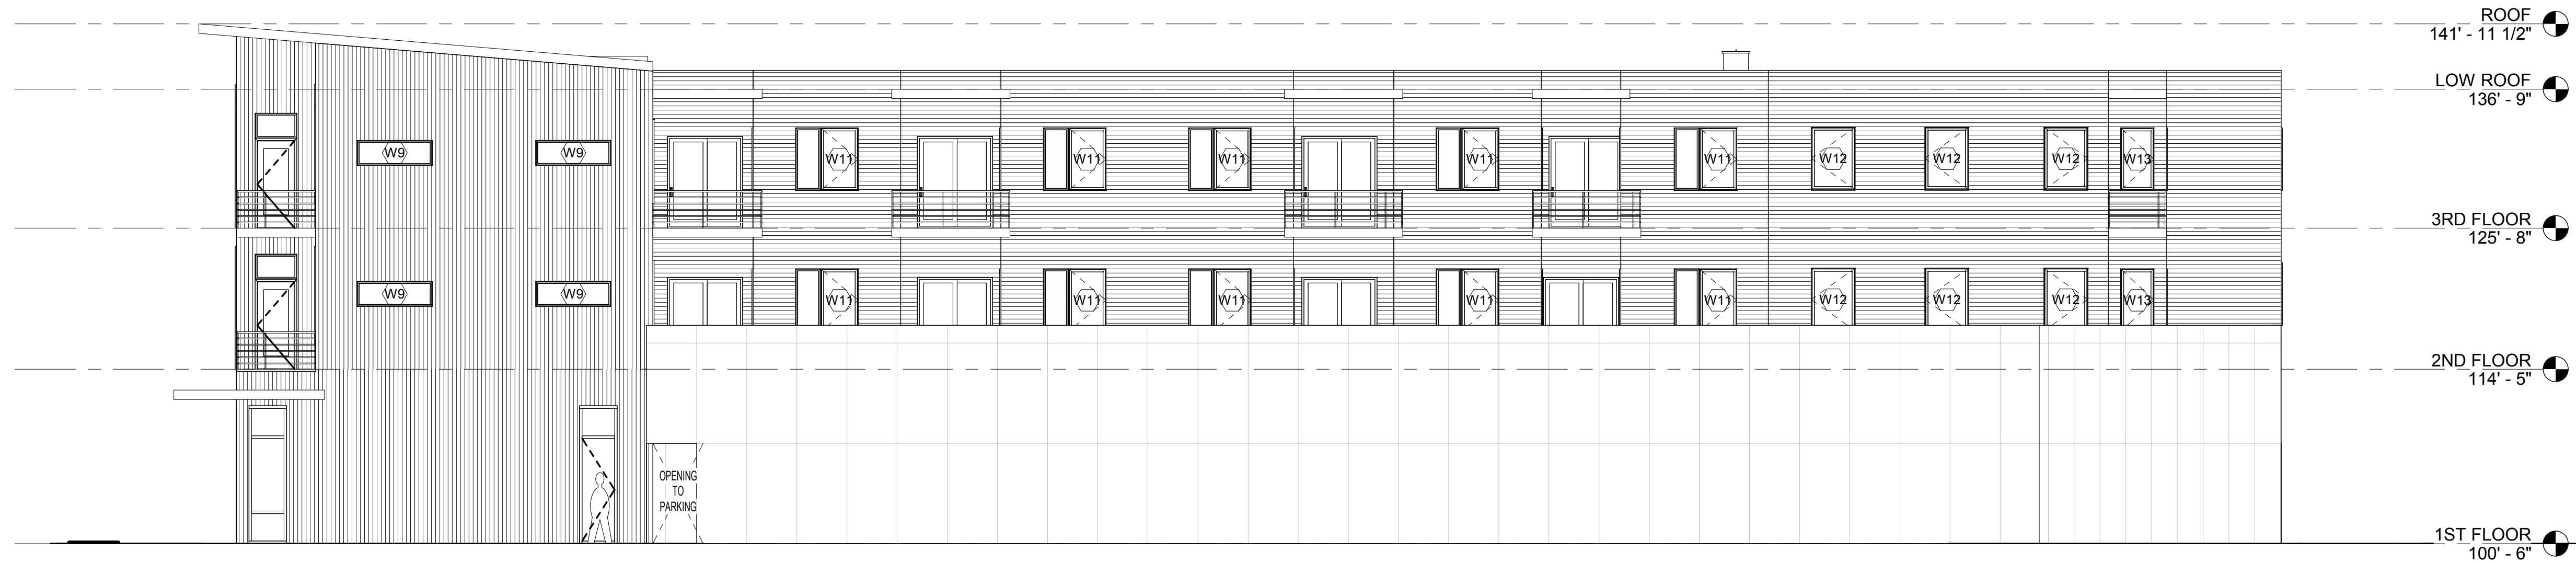 ROOF
141' - 11 1/2"
LOW ROOF
136' - 9"
W9
W9
W11
W11
W11
W11
W11
W12
W12
W12
W13
3RD FLOOR
125' - 8"
W9
W9
W11
W11
W11
W11
W11
W12
W12
W12
W13
2ND FLOOR
114' - 5"
OPENING
TO
PARKING
1ST FLOOR
100' - 6"